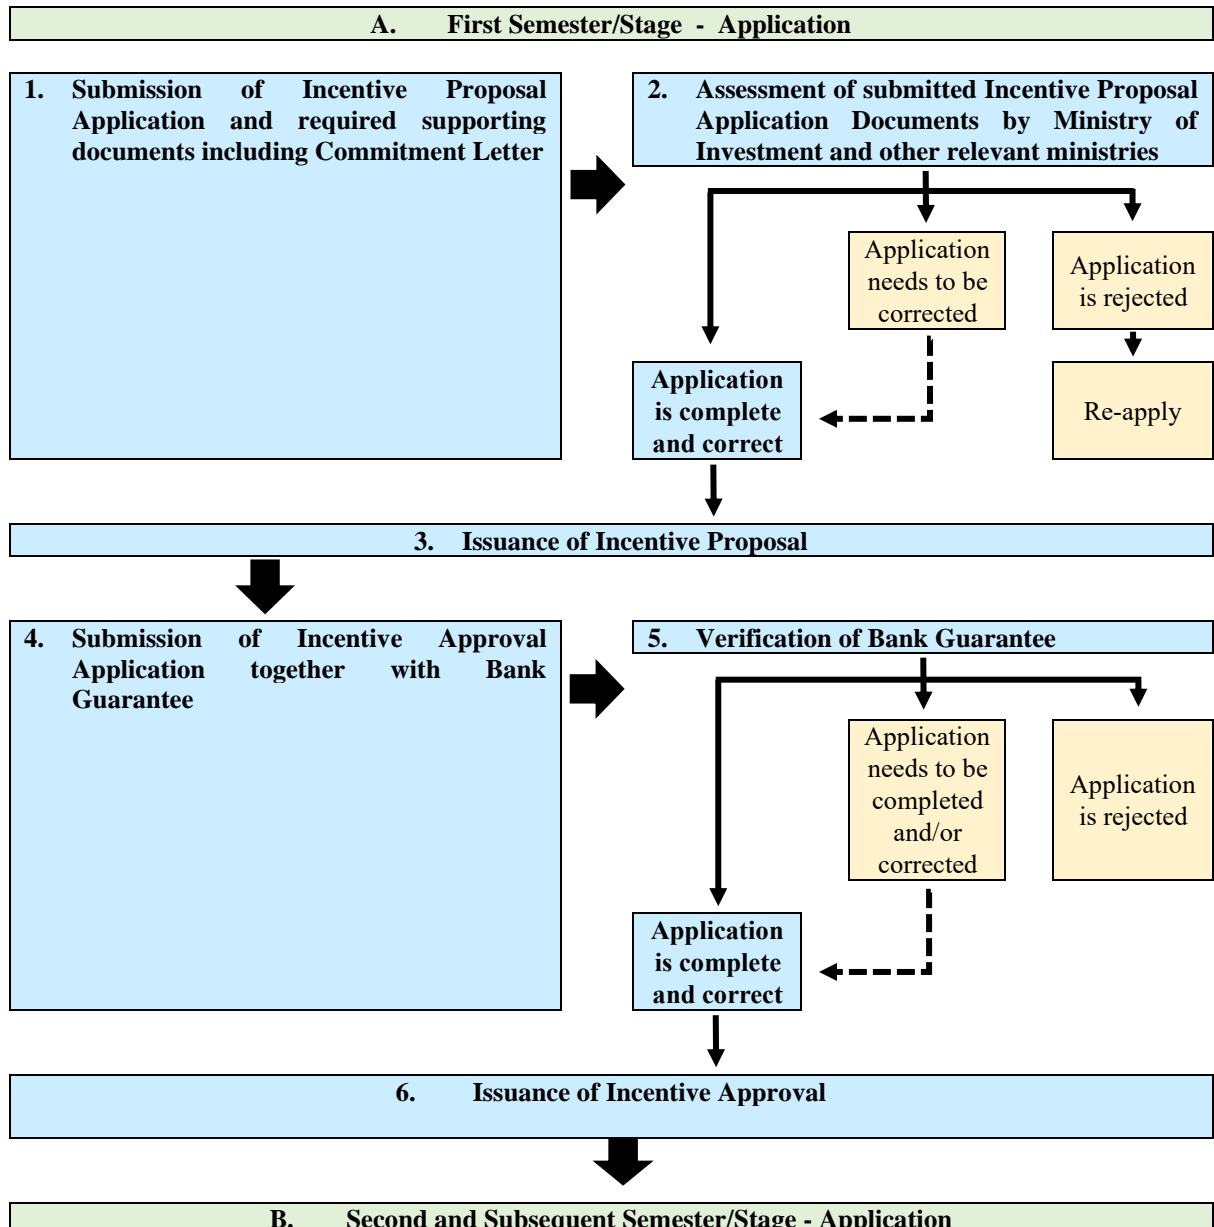 A. First Semester/Stage - Application
1. Submission of Incentive Proposal
Application and required supporting
documents including Commitment Letter
2. Assessment of submitted Incentive Proposal
Application Documents by Ministry of
Investment and other relevant ministries
Application
needs to be
corrected
Application
is rejected
Application
is complete
and correct
Re-apply
3. Issuance of Incentive Proposal
4. Submission of Incentive Approval
Application together with Bank
Guarantee
5. Verification of Bank Guarantee
Application
needs to be
completed
and/or
corrected
Application
is rejected
Application
is complete
and correct
6. Issuance of Incentive Approval
B. Second and Subsequent Semester/Stage - Application